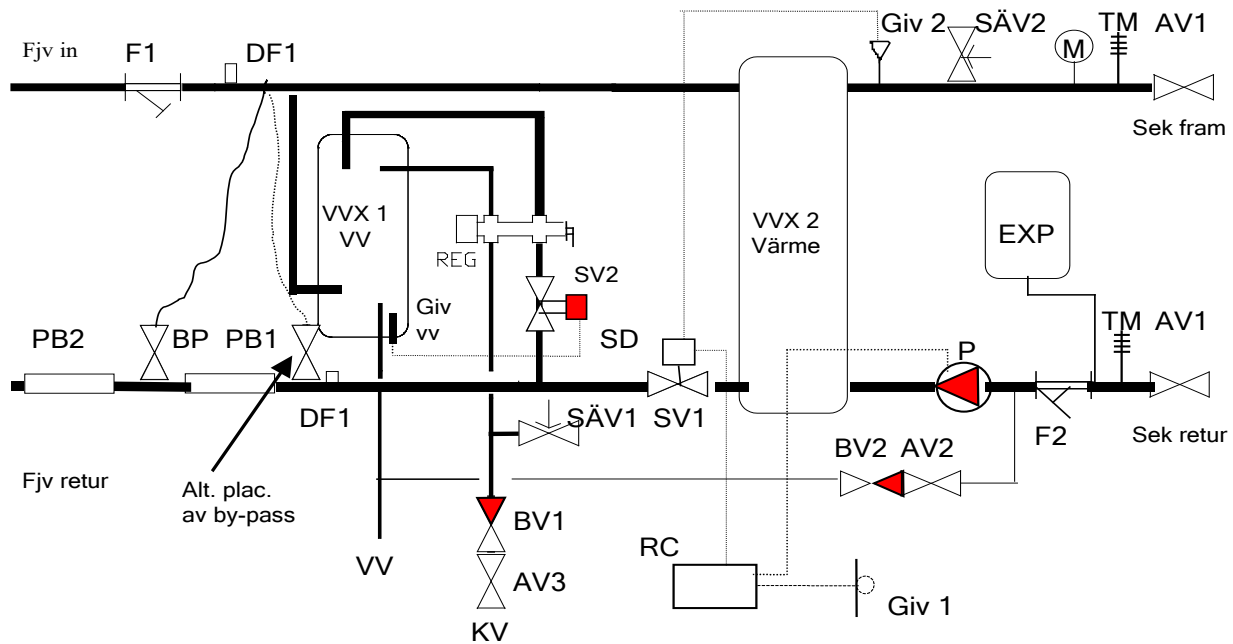 Fjv in
F1
DF1
Giv 2
SÄV2
TM
AV1
M
Sek fram
VVX 1
VV
REG
VVX 2
Värme
EXP
SV2
Giv
vv
SD
PB2
BP
PB1
P
TM
AV1
DF1
SÄV1
SV1
F2
Sek retur
BV2
AV2
Fjv retur
Alt. plac.
av by-pass
BV1
VV
AV3
KV
RC
Giv 1